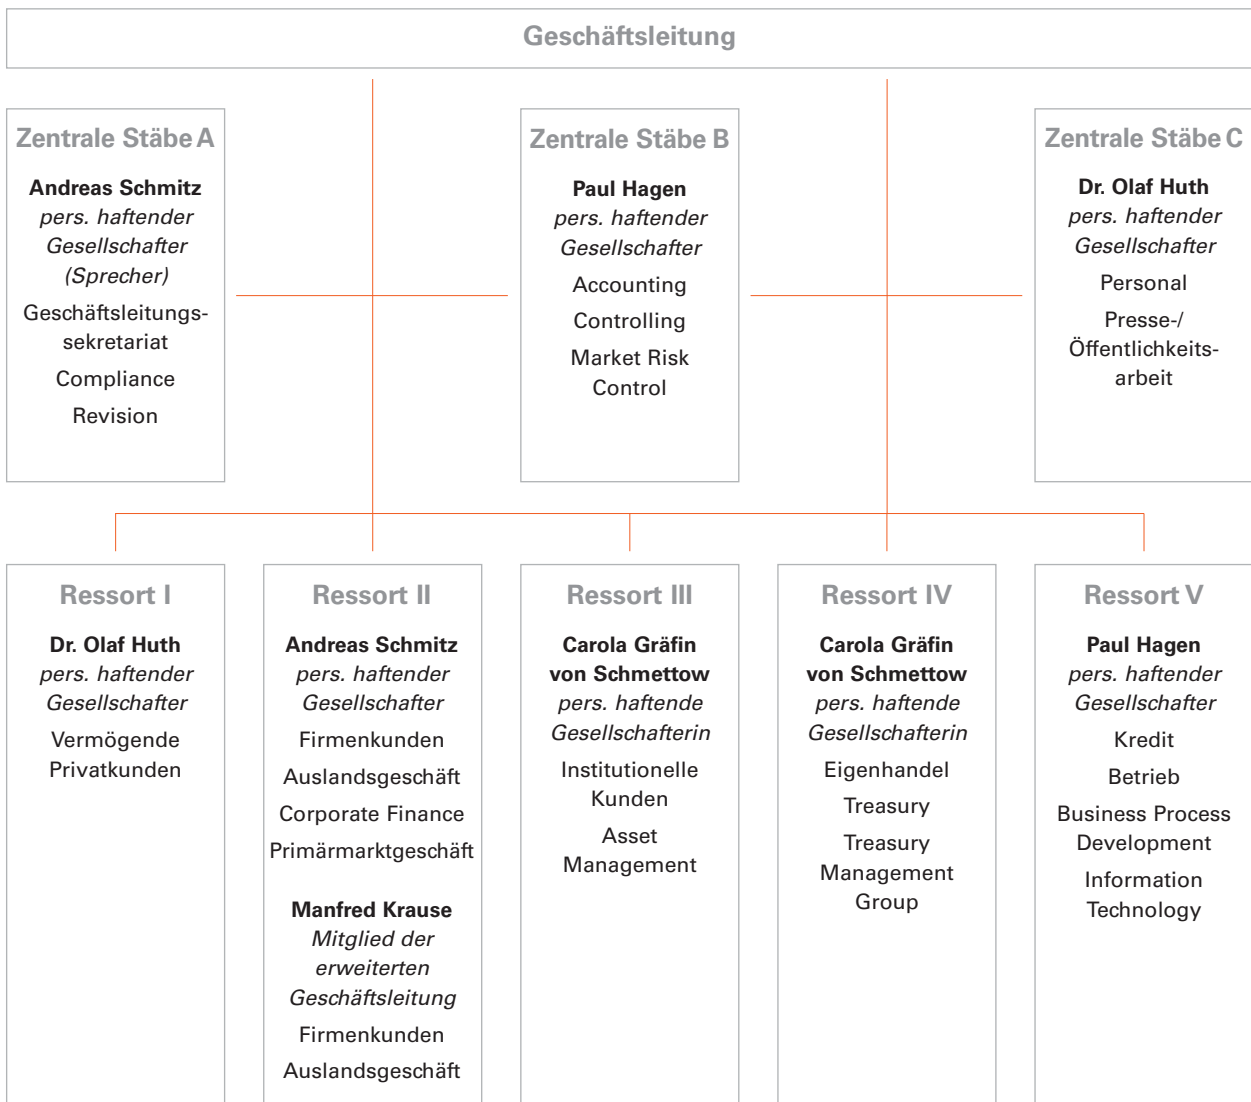 Geschäftsleitung
Zentrale Stäbe A
Andreas Schmitz
pers. haftender
Gesellschafter
(Sprecher)
Geschäftsleitungs-
sekretariat
Compliance
Revision
Zentrale Stäbe B
Paul Hagen
pers. haftender
Gesellschafter
Accounting
Controlling
Market Risk
Control
Zentrale Stäbe C
Dr. Olaf Huth
pers. haftender
Gesellschafter
Personal
Presse-/
Öffentlichkeits-
arbeit
Ressort I
Dr. Olaf Huth
pers. haftender
Gesellschafter
Vermögende
Privatkunden
Ressort II
Andreas Schmitz
pers. haftender
Gesellschafter
Firmenkunden
Auslandsgeschäft
Corporate Finance
Primärmarktgeschäft
Manfred Krause
Mitglied der
erweiterten
Geschäftsleitung
Firmenkunden
Auslandsgeschäft
Ressort III
Carola Gräfin
von Schmettow
pers. haftende
Gesellschafterin
Institutionelle
Kunden
Asset
Management
Ressort IV
Carola Gräfin
von Schmettow
pers. haftende
Gesellschafterin
Eigenhandel
Treasury
Treasury
Management
Group
Ressort V
Paul Hagen
pers. haftender
Gesellschafter
Kredit
Betrieb
Business Process
Development
Information
Technology